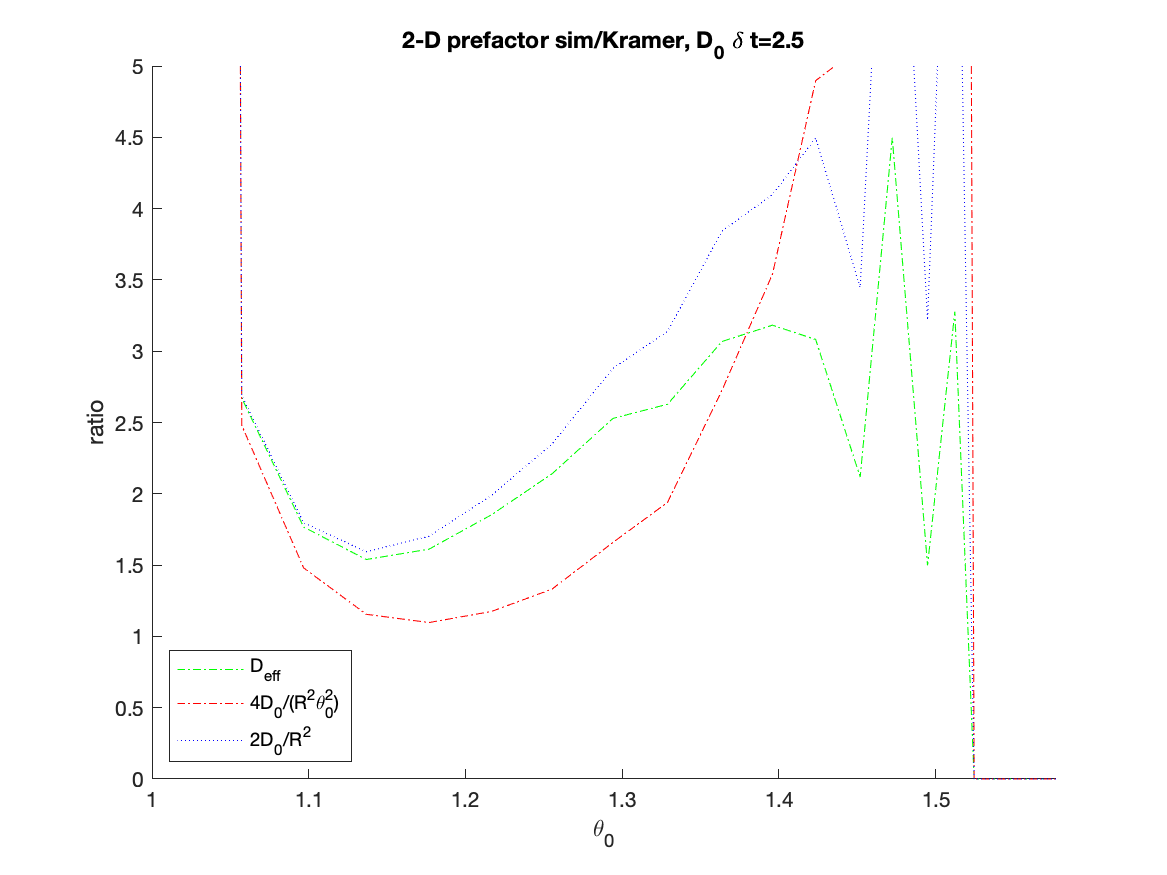 2-D prefactor sim/Kramer, D₀ δ t=2.5
5
4.5
4
3.5
3
2.5
2
1.5
1
0.5
0
ratio
D_eff
4D₀/(R²θ₀²)
2D₀/R²
1
1.1
1.2
1.3
1.4
1.5
θ₀